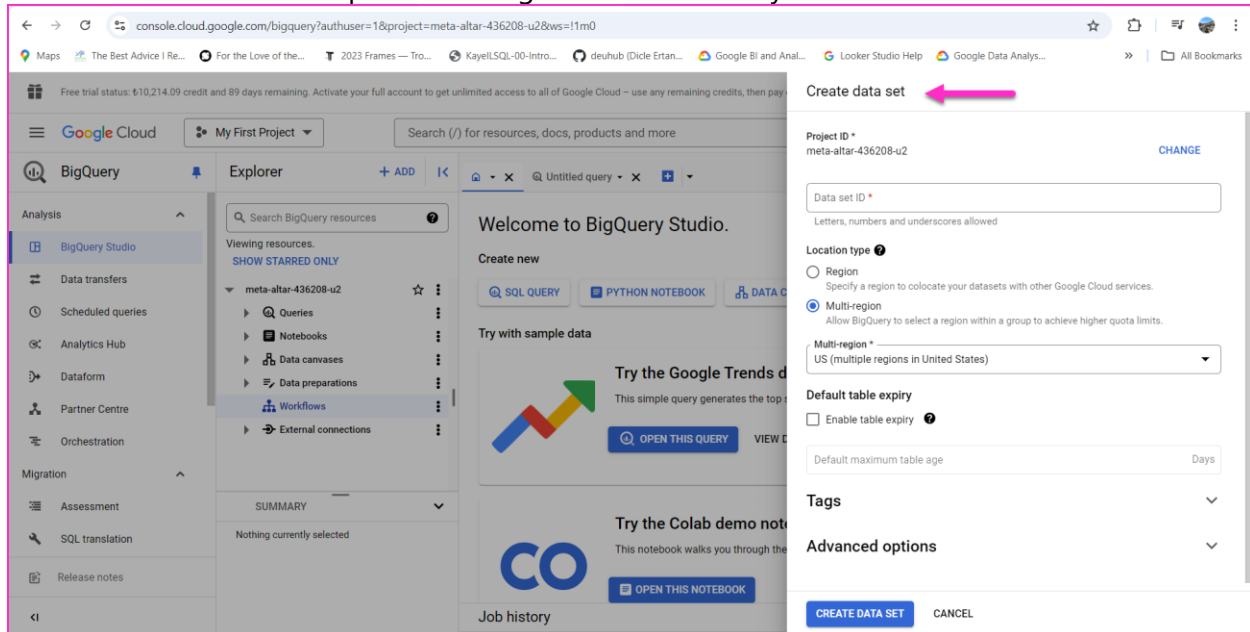 console.cloud.google.com/bigquery?authuser=1&project=meta-altar-436208-u2&ws=!1m0
Maps
The Best Advice I Re...
For the Love of the...
2023 Frames — Tro...
KayellLSQL-00-Intro...
deuhub (Dicle Ertan...
Google BI and Anal...
Looker Studio Help
Google Data Analys...
All Bookmarks
Free trial status: ₺10,214.09 credit and 89 days remaining. Activate your full account to get unlimited access to all of Google Cloud – use any remaining credits, then pay
Google Cloud
My First Project
Search (/) for resources, docs, products and more
BigQuery
Analysis
BigQuery Studio
Data transfers
Scheduled queries
Analytics Hub
Dataform
Partner Centre
Orchestration
Migration
Assessment
SQL translation
Release notes
Explorer
+ ADD
Search BigQuery resources
Viewing resources.
SHOW STARRED ONLY
meta-altar-436208-u2
Queries
Notebooks
Data canvases
Data preparations
Workflows
External connections
SUMMARY
Nothing currently selected
Untitled query
Welcome to BigQuery Studio.
Create new
SQL QUERY
PYTHON NOTEBOOK
DATA C
Try with sample data
Try the Google Trends d
This simple query generates the top
OPEN THIS QUERY
VIEW D
Try the Colab demo note
This notebook walks you through the
CO
OPEN THIS NOTEBOOK
Job history
Create data set
Project ID *
meta-altar-436208-u2
CHANGE
Data set ID *
Letters, numbers and underscores allowed
Location type
Region
Specify a region to colocate your datasets with other Google Cloud services.
Multi-region
Allow BigQuery to select a region within a group to achieve higher quota limits.
Multi-region *
US (multiple regions in United States)
Default table expiry
Enable table expiry
Default maximum table age
Days
Tags
Advanced options
CREATE DATA SET
CANCEL